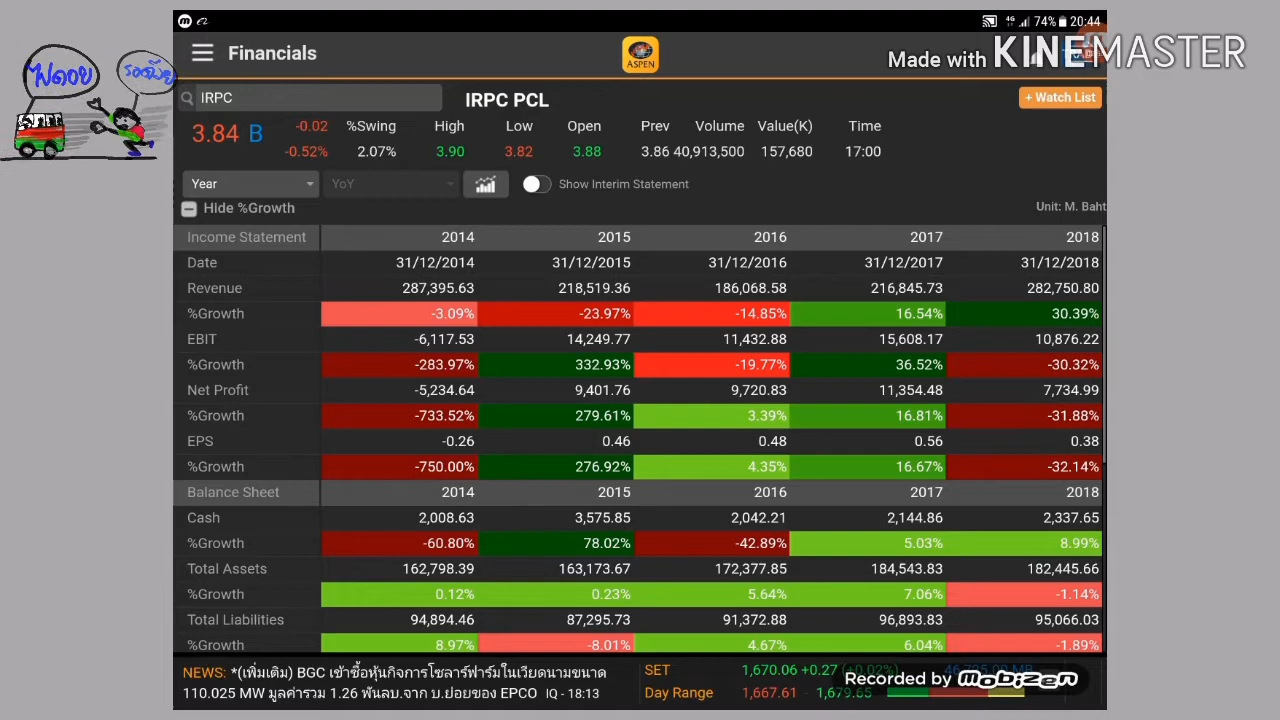 74% 20:44
Financials
ASPEN
Made with KINEMASTER
พี่ดอย
รอด้วย
IRPC
IRPC PCL
+ Watch List
3.84 B
-0.02
-0.52%
%Swing High Low Open Prev Volume Value(K) Time
2.07% 3.90 3.82 3.88 3.86 40,913,500 157,680 17:00
Year YoY Show Interim Statement
Hide %Growth Unit: M. Baht
Income Statement 2014 2015 2016 2017 2018
Date 31/12/2014 31/12/2015 31/12/2016 31/12/2017 31/12/2018
Revenue 287,395.63 218,519.36 186,068.58 216,845.73 282,750.80
%Growth -3.09% -23.97% -14.85% 16.54% 30.39%
EBIT -6,117.53 14,249.77 11,432.88 15,608.17 10,876.22
%Growth -283.97% 332.93% -19.77% 36.52% -30.32%
Net Profit -5,234.64 9,401.76 9,720.83 11,354.48 7,734.99
%Growth -733.52% 279.61% 3.39% 16.81% -31.88%
EPS -0.26 0.46 0.48 0.56 0.38
%Growth -750.00% 276.92% 4.35% 16.67% -32.14%
Balance Sheet 2014 2015 2016 2017 2018
Cash 2,008.63 3,575.85 2,042.21 2,144.86 2,337.65
%Growth -60.80% 78.02% -42.89% 5.03% 8.99%
Total Assets 162,798.39 163,173.67 172,377.85 184,543.83 182,445.66
%Growth 0.12% 0.23% 5.64% 7.06% -1.14%
Total Liabilities 94,894.46 87,295.73 91,372.88 96,893.83 95,066.03
%Growth 8.97% -8.01% 4.67% 6.04% -1.89%
NEWS: *(เพิ่มเติม) BGC เข้าซื้อหุ้นกิจการโซลาร์ฟาร์มในเวียดนามขนาด
110.025 MW มูลค่ารวม 1.26 พันลบ.จาก บ.ย่อยของ EPCO IQ - 18:13
SET 1,670.06 +0.27 (+0.02%)
Day Range 1,667.61 - 1,679.65
Recorded by Mobizen